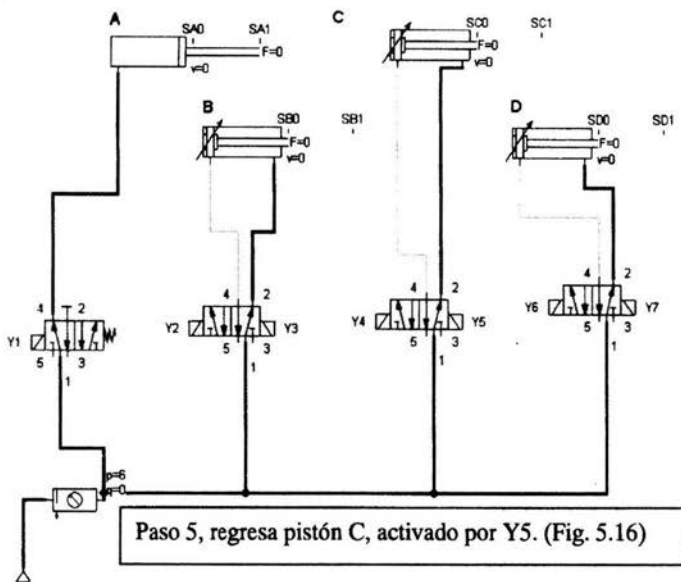 A
SA0
SA1
F=0
v=0
C
SC0
SC1
F=0
v=0
B
SB0
SB1
F=0
v=0
D
SD0
SD1
F=0
v=0
4
2
Y1
5
3
1
4
2
Y2
Y3
5
3
1
4
2
Y4
Y5
5
3
1
4
2
Y6
Y7
5
3
1
p=6
q=0
Paso 5, regresa pistón C, activado por Y5. (Fig. 5.16)